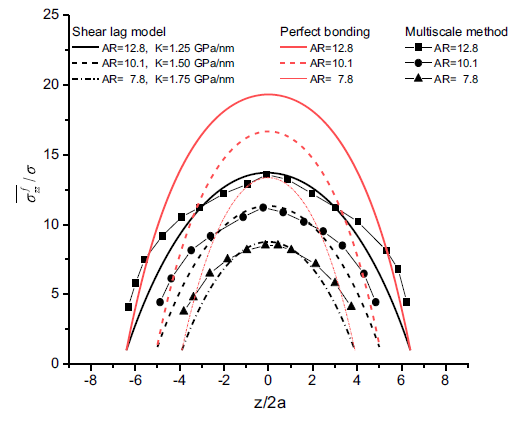 25
20
15
10
5
0
Shear lag model
AR=12.8, K=1.25 GPa/nm
AR=10.1, K=1.50 GPa/nm
AR= 7.8, K=1.75 GPa/nm
Perfect bonding
AR=12.8
AR=10.1
AR= 7.8
Multiscale method
AR=12.8
AR=10.1
AR= 7.8
σzz^f / σ
-8 -6 -4 -2 0 2 4 6 8
z/2a